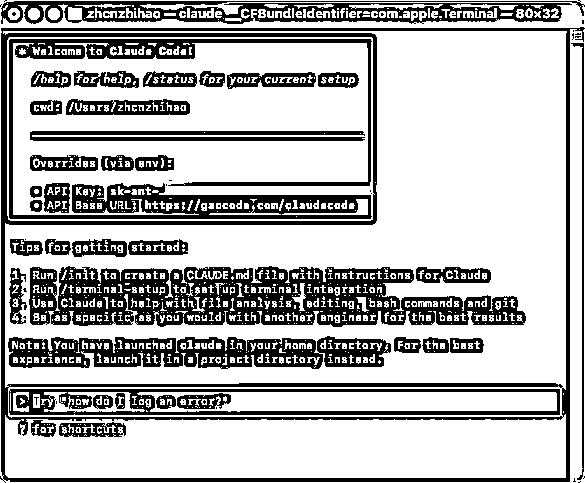 zhenzhihao — claude __CFBundleIdentifier=com.apple.Terminal — 80×32
Welcome to Claude Code!
/help for help, /status for your current setup
cwd: /Users/zhenzhihao
Overrides (via env):
API Key: sk-ant-
API Base URL: https://gaccode.com/claudecode
Tips for getting started:
1. Run /init to create a CLAUDE.md file with instructions for Claude
2. Run /terminal-setup to set up terminal integration
3. Use Claude to help with file analysis, editing, bash commands and git
4. Be as specific as you would with another engineer for the best results
Note: You have launched claude in your home directory. For the best
experience, launch it in a project directory instead.
> Try "how do I log an error?"
? for shortcuts